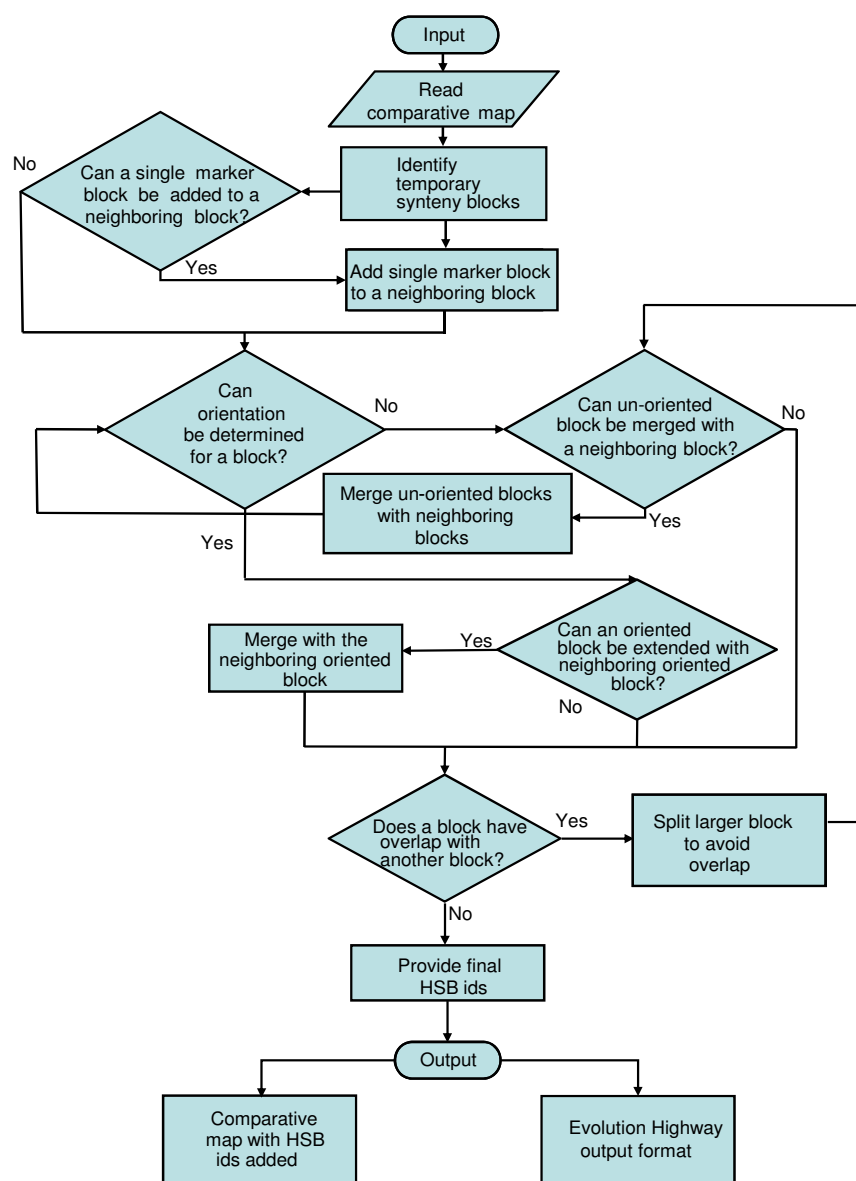 Input
Read
comparative map
No
Can a single marker
block be added to a
neighboring block?
Identify
temporary
synteny blocks
Yes
Add single marker block
to a neighboring block
Can
orientation
be determined
for a block?
No
Can un-oriented
block be merged with
a neighboring block?
No
Merge un-oriented blocks
with neighboring
blocks
Yes
Yes
Merge with the
neighboring oriented
block
Yes
Can an oriented
block be extended with
neighboring oriented
block?
No
Does a block have
overlap with
another block?
Yes
Split larger block
to avoid
overlap
No
Provide final
HSB ids
Output
Comparative
map with HSB
ids added
Evolution Highway
output format